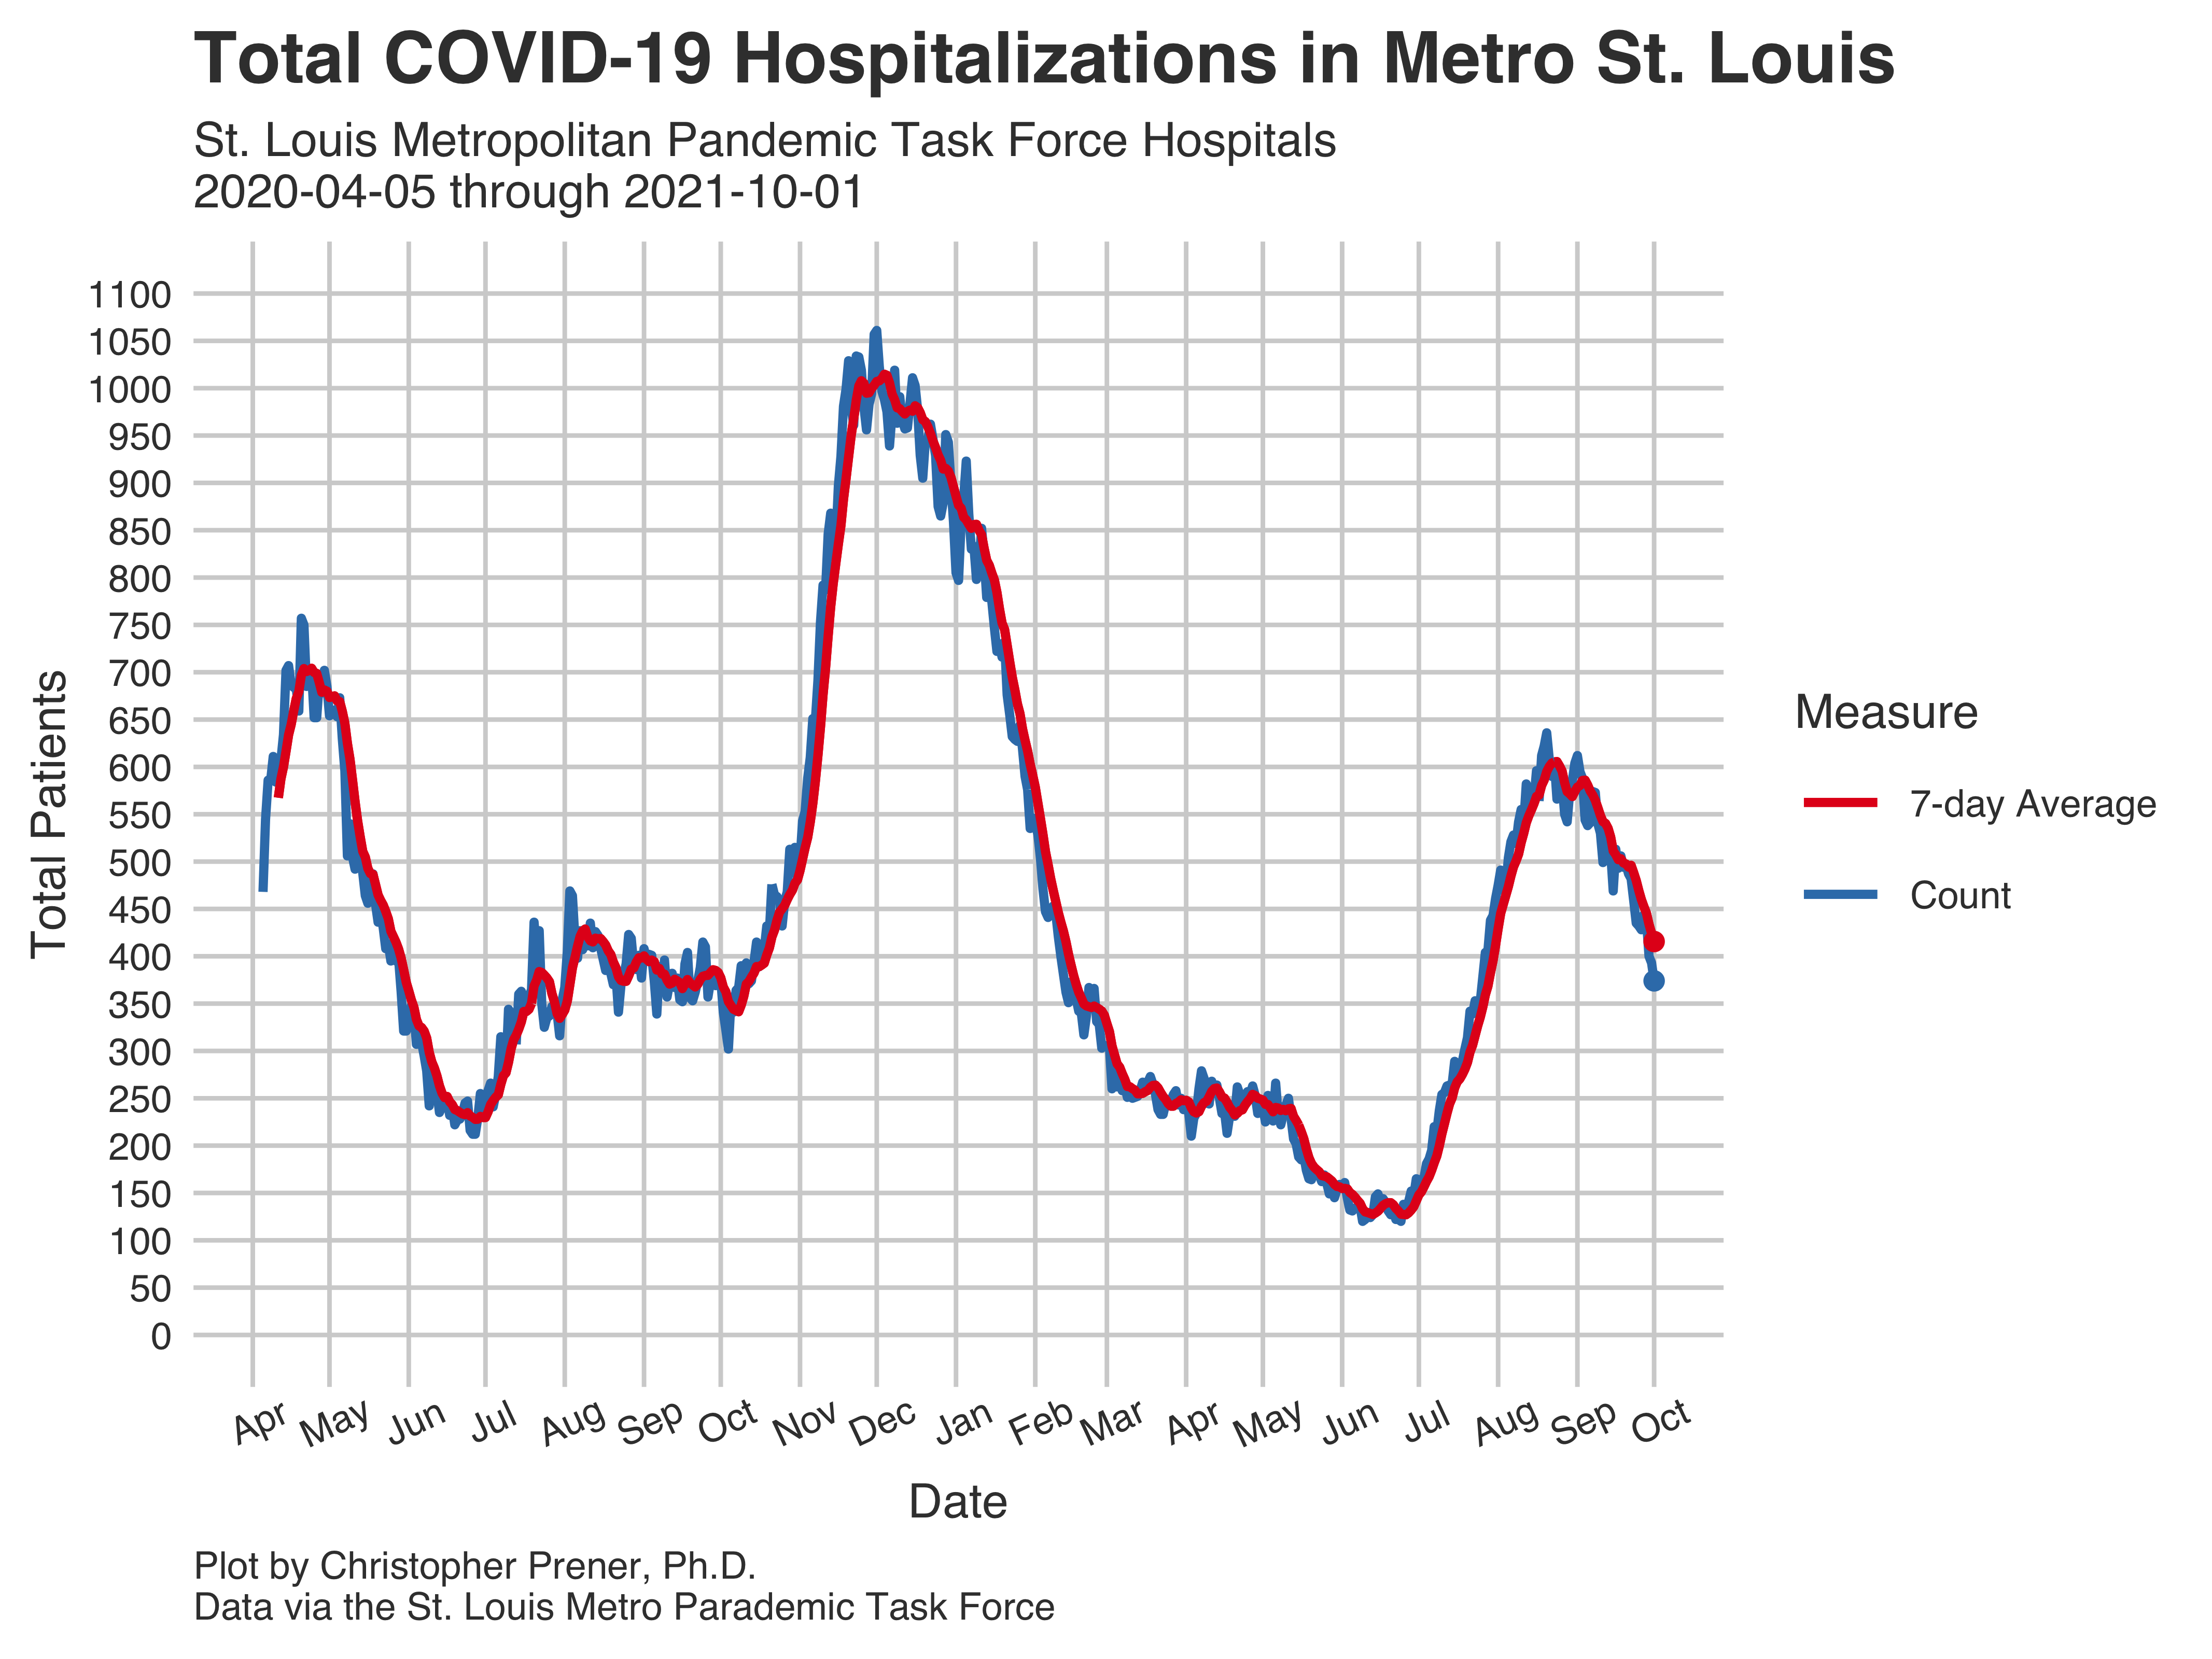 Total COVID-19 Hospitalizations in Metro St. Louis
St. Louis Metropolitan Pandemic Task Force Hospitals
2020-04-05 through 2021-10-01
1100
1050
1000
950
900
850
800
750
700
650
600
550
500
450
400
350
300
250
200
150
100
50
0
Total Patients
Apr May Jun Jul Aug Sep Oct Nov Dec Jan Feb Mar Apr May Jun Jul Aug Sep Oct
Date
Measure
7-day Average
Count
Plot by Christopher Prener, Ph.D.
Data via the St. Louis Metro Parademic Task Force